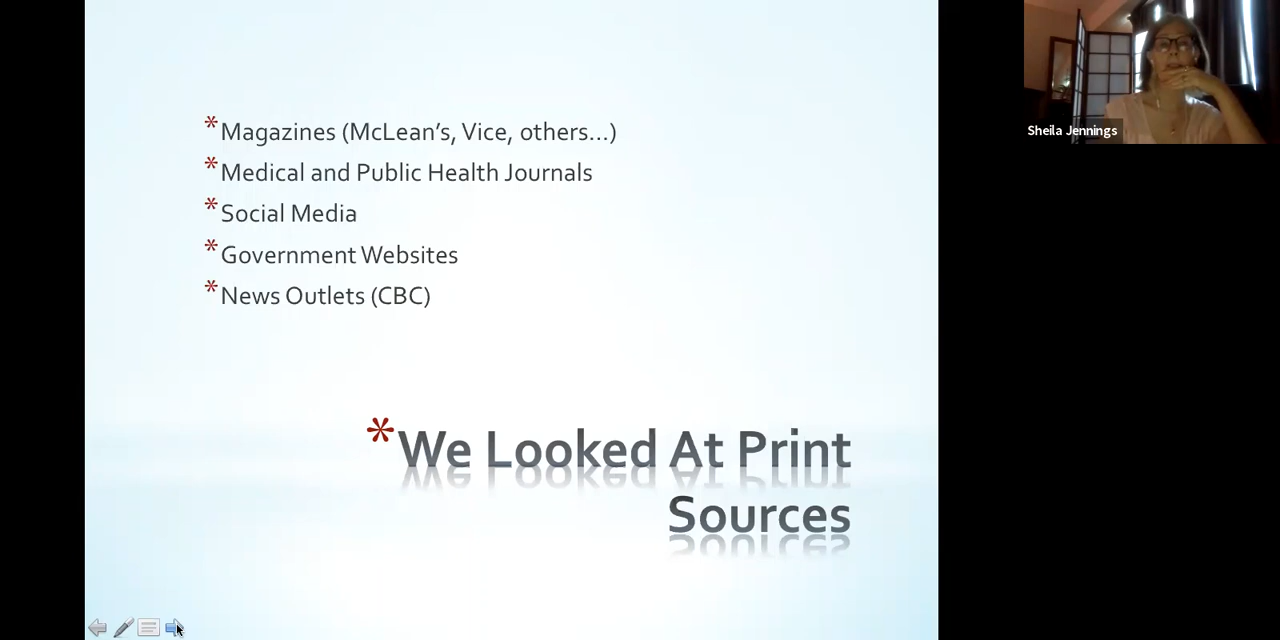 * Magazines (McLean’s, Vice, others…)
* Medical and Public Health Journals
* Social Media
* Government Websites
* News Outlets (CBC)
* We Looked At Print
Sources
Sheila Jennings